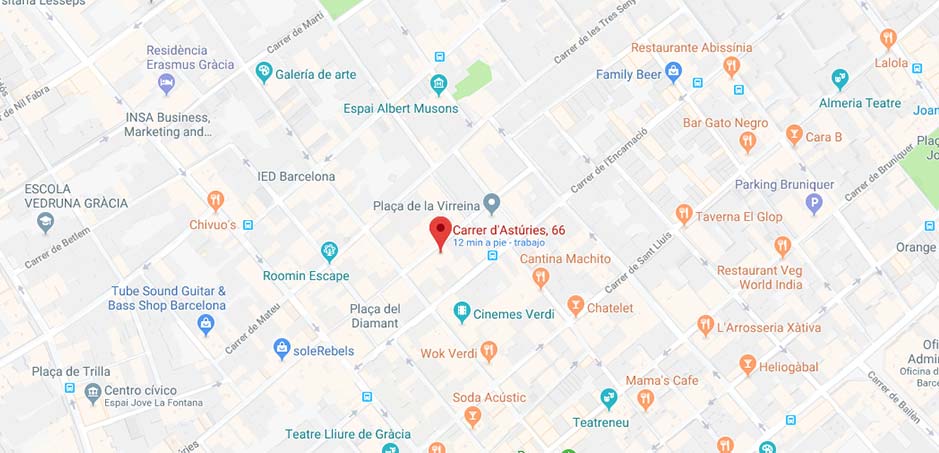 sitària Lesseps
Carrer de Martí
Carrer de les Tres Seny
Residència
Erasmus Gràcia
Galería de arte
Espai Albert Musons
Restaurante Abissínia
Lalola
Family Beer
Almeria Teatre
Joan
Carrer de Nil Fabra
INSA Business,
Marketing and...
Bar Gato Negro
Cara B
Carrer de l'Encarnació
Carrer de Bruniquer
Plaç
Jo
IED Barcelona
Parking Bruniquer
ESCOLA
VEDRUNA GRÀCIA
Plaça de la Virreina
Chivuo's
Carrer d'Astúries, 66
12 min a pie - trabajo
Taverna El Glop
Carrer de Betlem
Orange
Roomin Escape
Cantina Machito
Carrer de Sant Lluís
Restaurant Veg
World India
Tube Sound Guitar &
Bass Shop Barcelona
Plaça del
Diamant
Cinemes Verdi
Chatelet
L'Arrosseria Xàtiva
Carrer de Mateu
soleRebels
Wok Verdi
Ofi
Admin
Oficina d
Barce
Plaça de Trilla
Heliogàbal
Centro cívico
Espai Jove La Fontana
Mama's Cafe
Soda Acústic
Carrer de Bailèn
Teatreneu
Teatre Lliure de Gràcia